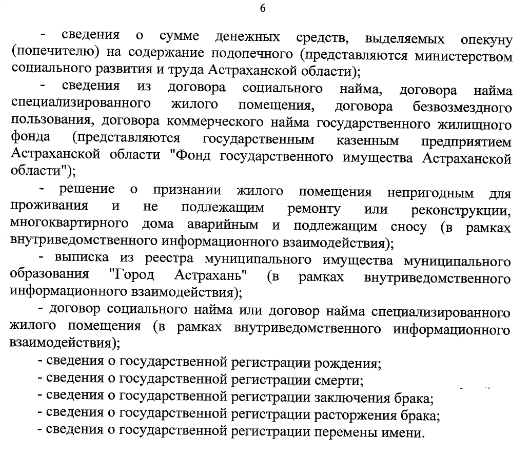 6
- сведения о сумме денежных средств, выделяемых опекуну
(попечителю) на содержание подопечного (представляются министерством
социального развития и труда Астраханской области);
- сведения из договора социального найма, договора найма
специализированного жилого помещения, договора безвозмездного
пользования, договора коммерческого найма государственного жилищного
фонда (представляются государственным казенным предприятием
Астраханской области "Фонд государственного имущества Астраханской
области");
- решение о признании жилого помещения непригодным для
проживания и не подлежащим ремонту или реконструкции,
многоквартирного дома аварийным и подлежащим сносу (в рамках
внутриведомственного информационного взаимодействия);
- выписка из реестра муниципального имущества муниципального
образования "Город Астрахань" (в рамках внутриведомственного
информационного взаимодействия);
- договор социального найма или договор найма специализированного
жилого помещения (в рамках внутриведомственного информационного
взаимодействия);
- сведения о государственной регистрации рождения;
- сведения о государственной регистрации смерти;
- сведения о государственной регистрации заключения брака;
- сведения о государственной регистрации расторжения брака;
- сведения о государственной регистрации перемены имени.